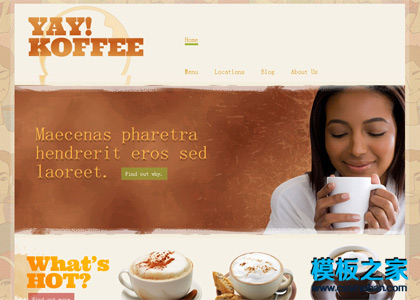 YAY!
KOFFEE
Home
Menu Locations Blog About Us
Maecenas pharetra
hendrerit eros sed
laoreet.
Find out why.
What's
HOT?
模板之家